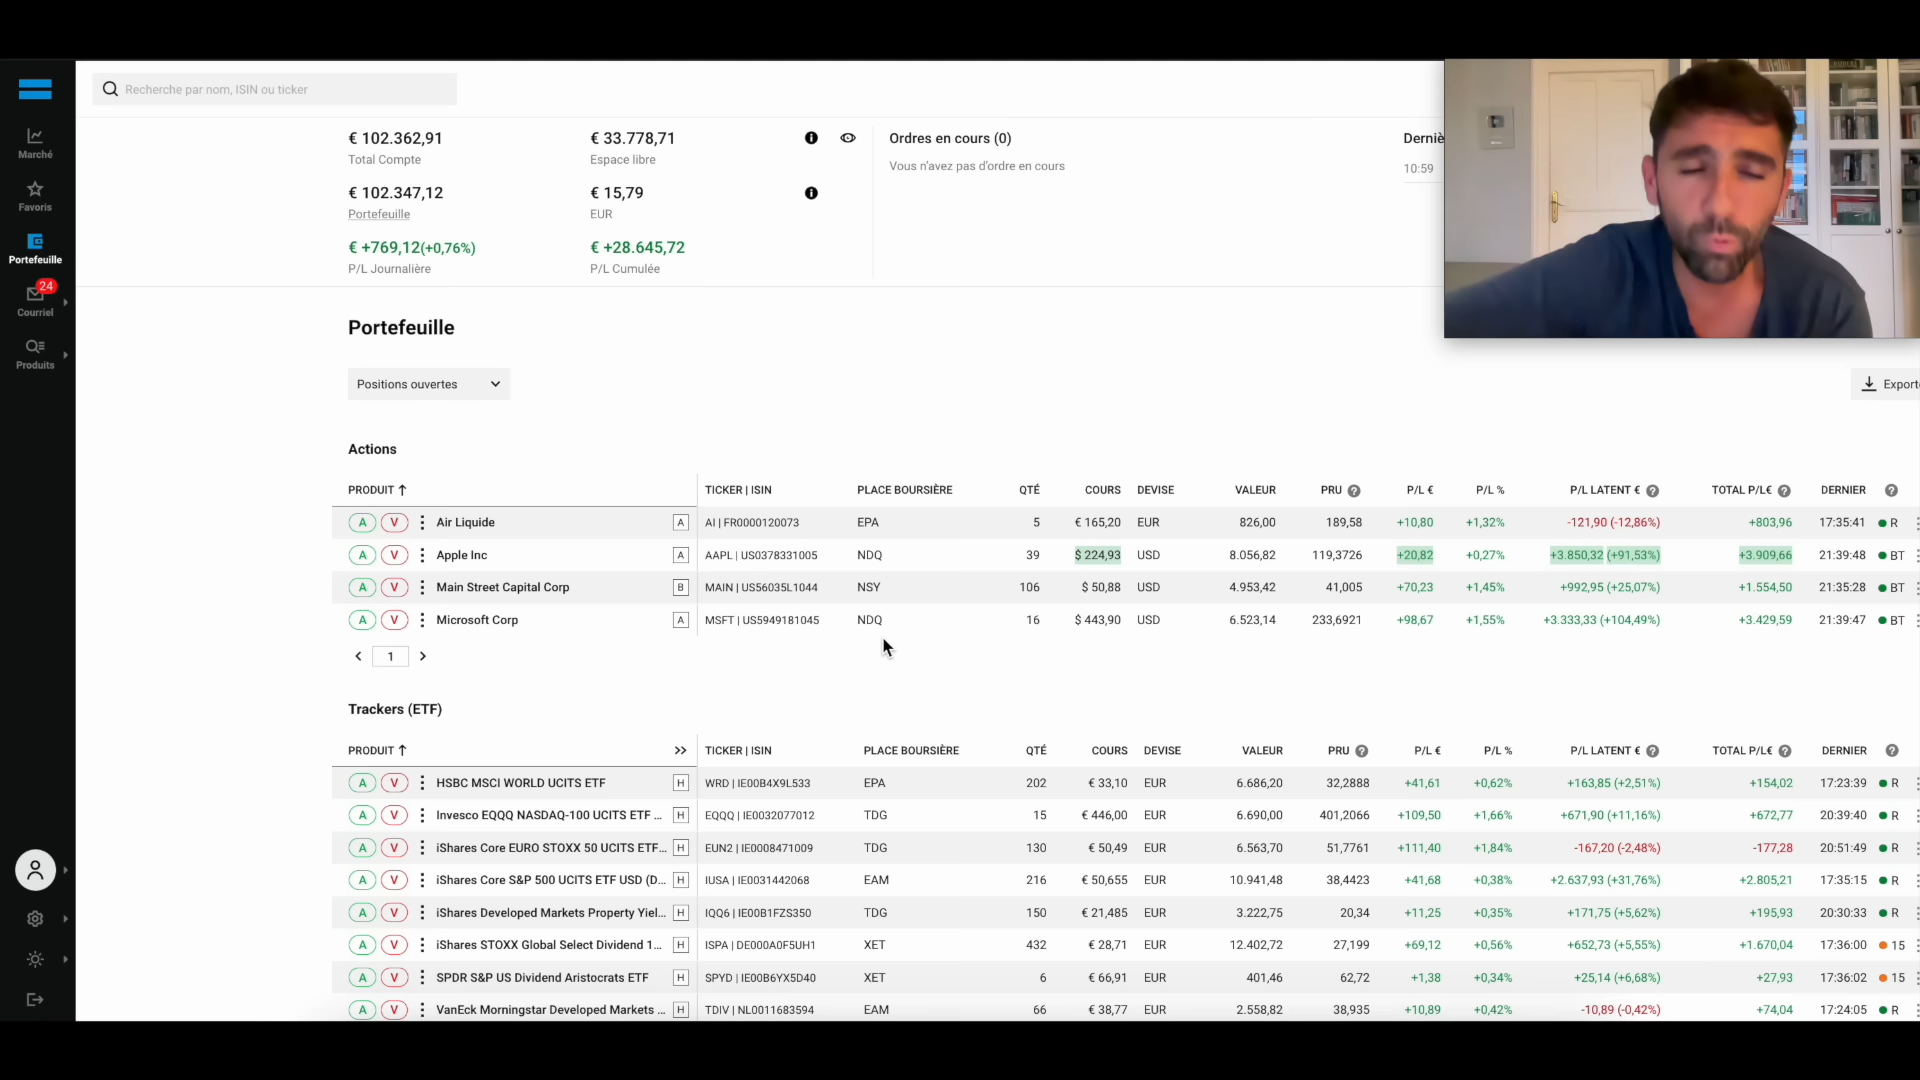 Recherche par nom, ISIN ou ticker
Marché
Favoris
Portefeuille
24
Courriel
Produits
€ 102.362,91
Total Compte
€ 33.778,71
Espace libre
€ 102.347,12
Portefeuille
€ 15,79
EUR
€ +769,12(+0,76%)
P/L Journalière
€ +28.645,72
P/L Cumulée
Ordres en cours (0)
Vous n'avez pas d'ordre en cours
Derniè
10:59
Portefeuille
Positions ouvertes
Exporte
Actions
PRODUIT TICKER | ISIN PLACE BOURSIÈRE QTÉ COURS DEVISE VALEUR PRU P/L € P/L % P/L LATENT € TOTAL P/L€ DERNIER
A V Air Liquide A AI | FR0000120073 EPA 5 € 165,20 EUR 826,00 189,58 +10,80 +1,32% -121,90 (-12,86%) +803,96 17:35:41 R
A V Apple Inc A AAPL | US0378331005 NDQ 39 $ 224,93 USD 8.056,82 119,3726 +20,82 +0,27% +3.850,32 (+91,53%) +3.909,66 21:39:48 BT
A V Main Street Capital Corp B MAIN | US56035L1044 NSY 106 $ 50,88 USD 4.953,42 41,005 +70,23 +1,45% +992,95 (+25,07%) +1.554,50 21:35:28 BT
A V Microsoft Corp A MSFT | US5949181045 NDQ 16 $ 443,90 USD 6.523,14 233,6921 +98,67 +1,55% +3.333,33 (+104,49%) +3.429,59 21:39:47 BT
1
Trackers (ETF)
PRODUIT TICKER | ISIN PLACE BOURSIÈRE QTÉ COURS DEVISE VALEUR PRU P/L € P/L % P/L LATENT € TOTAL P/L€ DERNIER
A V HSBC MSCI WORLD UCITS ETF H WRD | IE00B4X9L533 EPA 202 € 33,10 EUR 6.686,20 32,2888 +41,61 +0,62% +163,85 (+2,51%) +154,02 17:23:39 R
A V Invesco EQQQ NASDAQ-100 UCITS ETF ... H EQQQ | IE0032077012 TDG 15 € 446,00 EUR 6.690,00 401,2066 +109,50 +1,66% +671,90 (+11,16%) +672,77 20:39:40 R
A V iShares Core EURO STOXX 50 UCITS ETF... H EUN2 | IE0008471009 TDG 130 € 50,49 EUR 6.563,70 51,7761 +111,40 +1,84% -167,20 (-2,48%) -177,28 20:51:49 R
A V iShares Core S&P 500 UCITS ETF USD (D... H IUSA | IE0031442068 EAM 216 € 50,655 EUR 10.941,48 38,4423 +41,68 +0,38% +2.637,93 (+31,76%) +2.805,21 17:35:15 R
A V iShares Developed Markets Property Yiel... H IQQ6 | IE00B1FZS350 TDG 150 € 21,485 EUR 3.222,75 20,34 +11,25 +0,35% +171,75 (+5,62%) +195,93 20:30:33 R
A V iShares STOXX Global Select Dividend 1... H ISPA | DE000A0F5UH1 XET 432 € 28,71 EUR 12.402,72 27,199 +69,12 +0,56% +652,73 (+5,55%) +1.670,04 17:36:00 15
A V SPDR S&P US Dividend Aristocrats ETF H SPYD | IE00B6YX5D40 XET 6 € 66,91 EUR 401,46 62,72 +1,38 +0,34% +25,14 (+6,68%) +27,93 17:36:02 15
A V VanEck Morningstar Developed Markets ... H TDIV | NL0011683594 EAM 66 € 38,77 EUR 2.558,82 38,935 +10,89 +0,42% -10,89 (-0,42%) +74,04 17:24:05 R